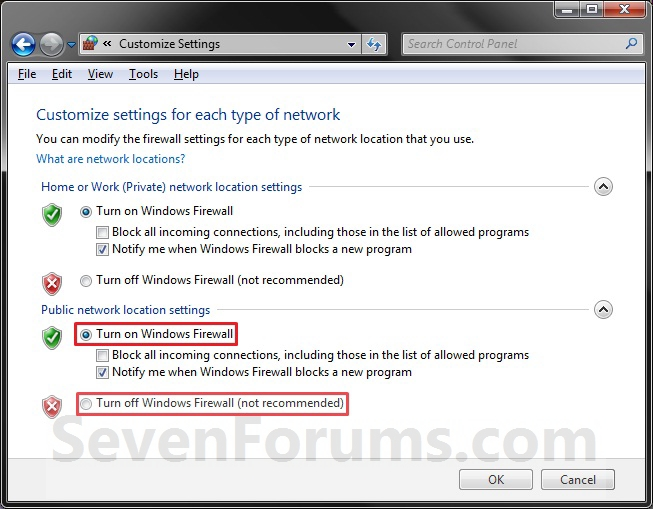 « Customize Settings
Search Control Panel
File Edit View Tools Help
Customize settings for each type of network
You can modify the firewall settings for each type of network location that you use.
What are network locations?
Home or Work (Private) network location settings
Turn on Windows Firewall
Block all incoming connections, including those in the list of allowed programs
Notify me when Windows Firewall blocks a new program
Turn off Windows Firewall (not recommended)
Public network location settings
Turn on Windows Firewall
Block all incoming connections, including those in the list of allowed programs
Notify me when Windows Firewall blocks a new program
Turn off Windows Firewall (not recommended)
SevenForums.com
OK Cancel